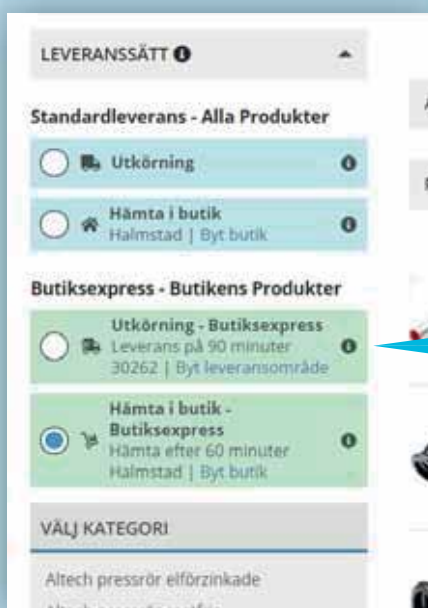 LEVERANSSÄTT
Standardleverans - Alla Produkter
Utkörning
Hämta i butik
Halmstad | Byt butik
Butiksexpress - Butikens Produkter
Utkörning - Butiksexpress
Leverans på 90 minuter
30262 | Byt leveransområde
Hämta i butik -
Butiksexpress
Hämta efter 60 minuter
Halmstad | Byt butik
VÄLJ KATEGORI
Altech pressrör elförzinkade